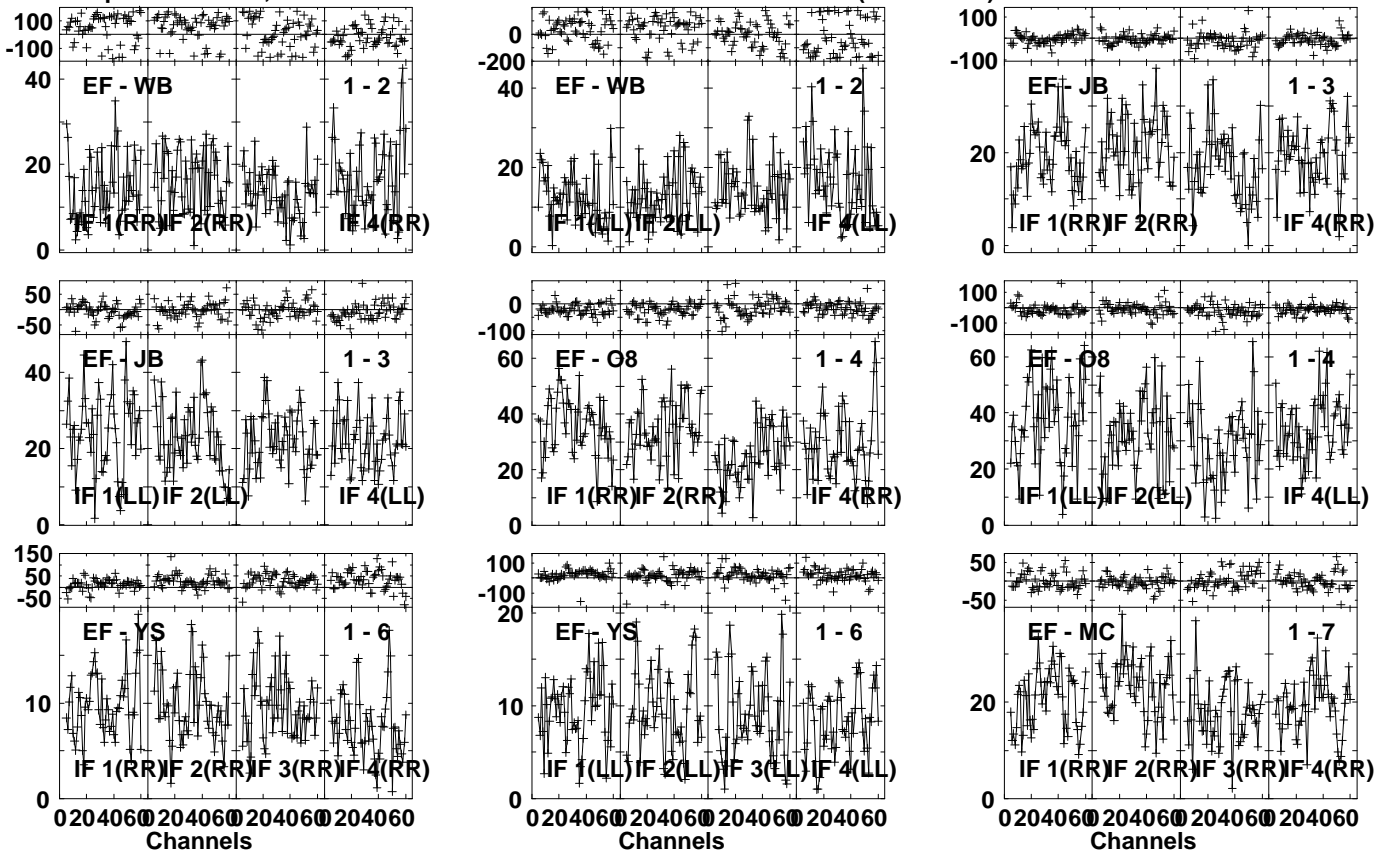 100
-100
EF - WB 1 - 2
40
20
0
IF 1(RR) IF 2(RR) IF 4(RR)
0
-200
EF - WB 1 - 2
40
20
0
IF 1(LL) IF 2(LL) IF 4(LL)
100
-100
EF - JB 1 - 3
20
0
IF 1(RR) IF 2(RR) IF 4(RR)
50
-50
EF - JB 1 - 3
40
20
0
IF 1(LL) IF 2(LL) IF 4(LL)
0
-100
EF - O8 1 - 4
60
40
20
0
IF 1(RR) IF 2(RR) IF 4(RR)
100
-100
EF - O8 1 - 4
60
40
20
0
IF 1(LL) IF 2(LL) IF 4(LL)
150
50
-50
EF - YS 1 - 6
10
0
IF 1(RR) IF 2(RR) IF 3(RR) IF 4(RR)
0 20 40 60 0 20 40 60 0 20 40 60 0 20 40 60
Channels
100
-100
EF - YS 1 - 6
20
10
0
IF 1(LL) IF 2(LL) IF 3(LL) IF 4(LL)
0 20 40 60 0 20 40 60 0 20 40 60 0 20 40 60
Channels
50
-50
EF - MC 1 - 7
20
0
IF 1(RR) IF 2(RR) IF 3(RR) IF 4(RR)
0 20 40 60 0 20 40 60 0 20 40 60 0 20 40 60
Channels